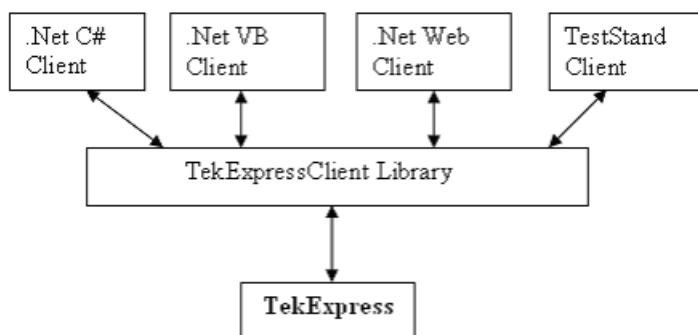 .Net C#
Client
.Net VB
Client
.Net Web
Client
TestStand
Client
TekExpressClient Library
TekExpress